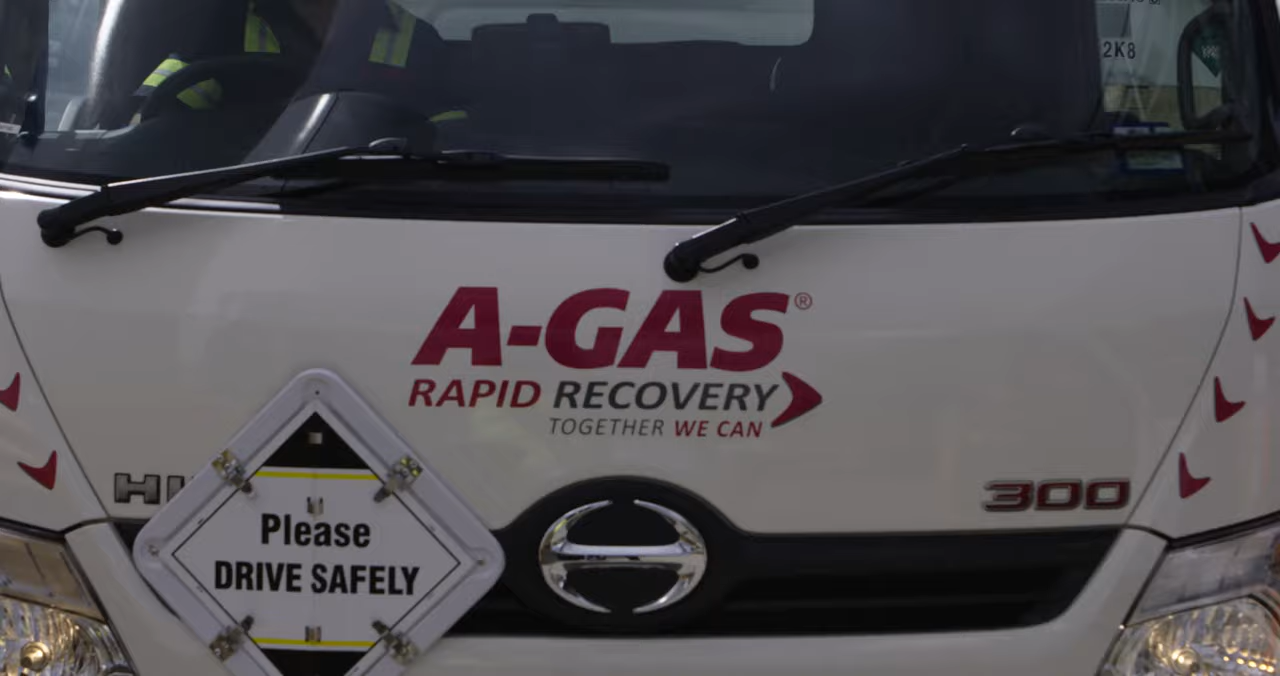 2K8
A-GAS®
RAPID RECOVERY
TOGETHER WE CAN
300
Please
DRIVE SAFELY